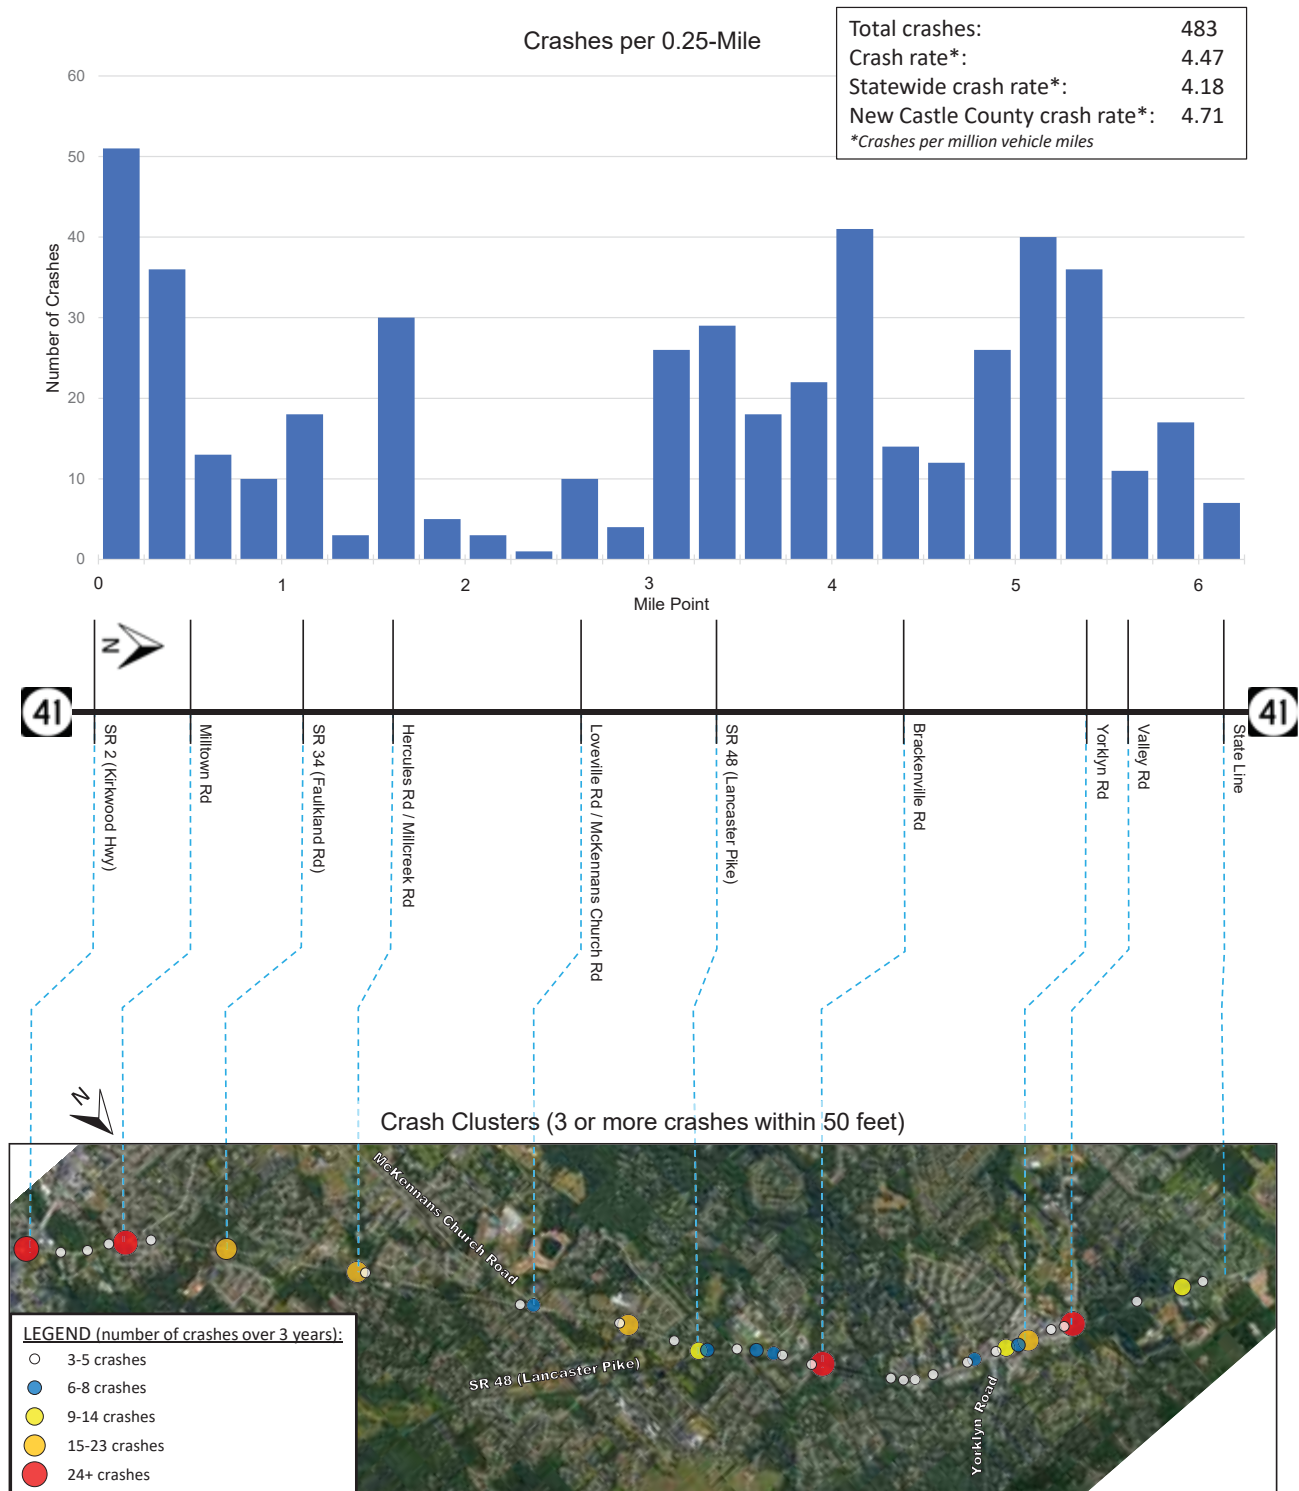 Crashes per 0.25-Mile
Total crashes: 483
Crash rate*: 4.47
Statewide crash rate*: 4.18
New Castle County crash rate*: 4.71
*Crashes per million vehicle miles
Number of Crashes
60
50
40
30
20
10
0
0 1 2 3 4 5 6
Mile Point
N
41
41
SR 2 (Kirkwood Hwy)
Milltown Rd
SR 34 (Faulkland Rd)
Hercules Rd / Millcreek Rd
Loveville Rd / McKennans Church Rd
SR 48 (Lancaster Pike)
Brackenville Rd
Yorklyn Rd
Valley Rd
State Line
N
Crash Clusters (3 or more crashes within 50 feet)
McKennans Church Road
SR 48 (Lancaster Pike)
Yorklyn Road
LEGEND (number of crashes over 3 years):
3-5 crashes
6-8 crashes
9-14 crashes
15-23 crashes
24+ crashes